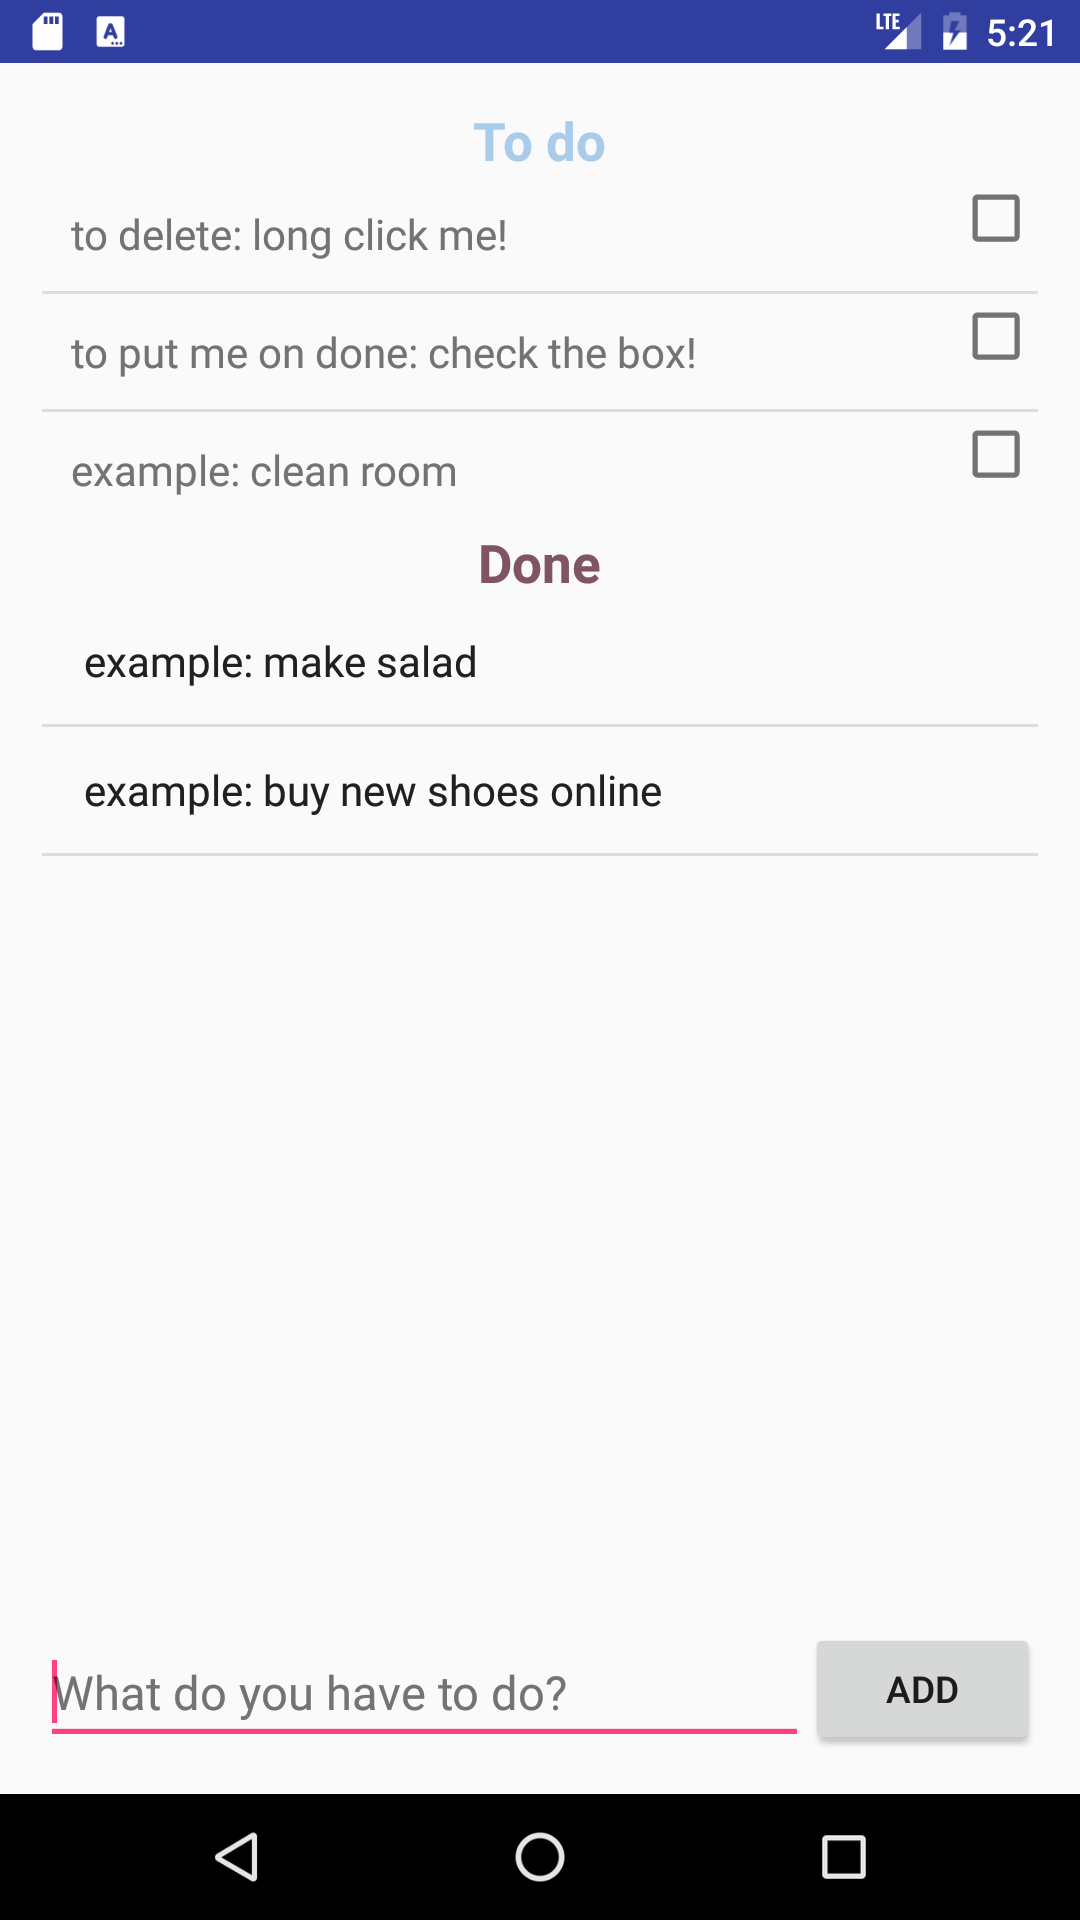 LTE 5:21
To do
to delete: long click me!
to put me on done: check the box!
example: clean room
Done
example: make salad
example: buy new shoes online
What do you have to do?
ADD